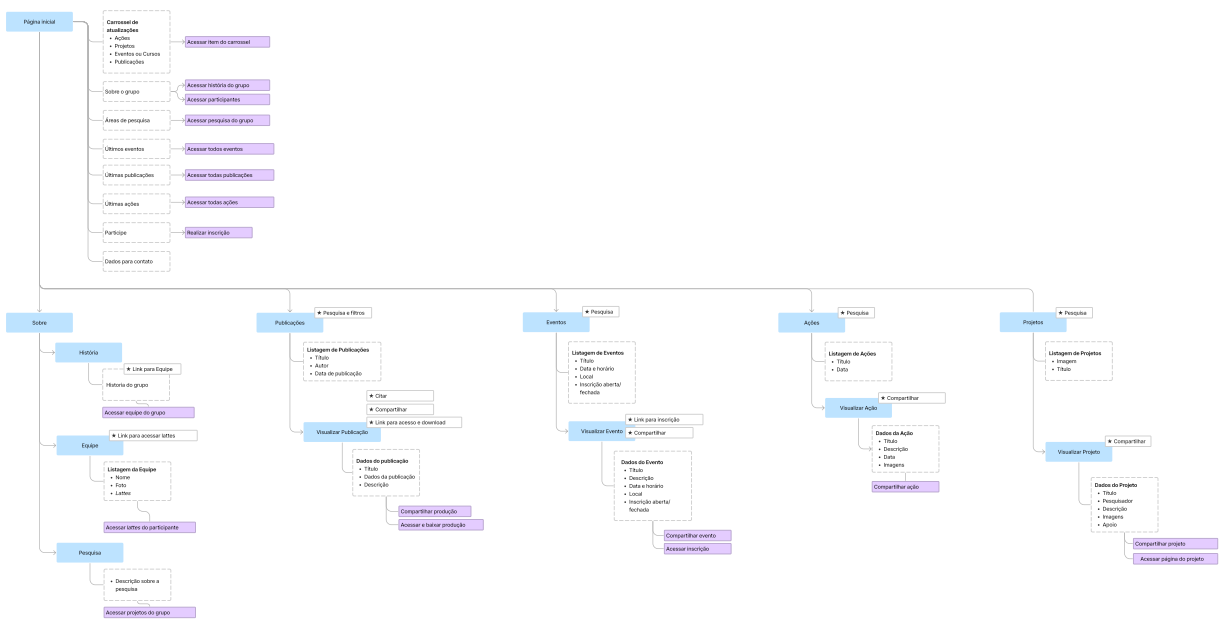 Página Inicial
Carrossel de
atualizações
• Ações
• Projetos
• Eventos ou Cursos
• Publicações
Acessar item do carrossel
Sobre o grupo
Acessar história do grupo
Acessar participantes
Áreas de pesquisa
Acessar pesquisa do grupo
Últimos eventos
Acessar todos eventos
Últimas publicações
Acessar todas publicações
Últimas ações
Acessar todas ações
Participe
Realizar inscrição
Dados para contato
Sobre
História
★ Link para Equipe
Historia do grupo
Acessar equipe do grupo
★ Link para acessar lattes
Equipe
Listagem da Equipe
• Nome
• Foto
• Lattes
Acessar lattes do participante
Pesquisa
• Descrição sobre a
pesquisa
Acessar projetos do grupo
★ Pesquisa e filtros
Publicações
Listagem de Publicações
• Título
• Autor
• Data de publicação
★ Citar
★ Compartilhar
★ Link para acesso e download
Visualizar Publicação
Dados do publicação
• Título
• Dados da publicação
• Descrição
Compartilhar produção
Acessar e baixar produção
★ Pesquisa
Eventos
Listagem de Eventos
• Título
• Data e horário
• Local
• Inscrição aberta/
fechada
★ Link para inscrição
Visualizar Evento
★ Compartilhar
Dados do Evento
• Título
• Descrição
• Data e horário
• Local
• Inscrição aberta/
fechada
Compartilhar evento
Acessar inscrição
★ Pesquisa
Ações
Listagem de Ações
• Título
• Data
★ Compartilhar
Visualizar Ação
Dados da Ação
• Título
• Descrição
• Data
• Imagens
Compartilhar ação
★ Pesquisa
Projetos
Listagem de Projetos
• Imagem
• Título
★ Compartilhar
Visualizar Projeto
Dados do Projeto
• Título
• Pesquisador
• Descrição
• Imagens
• Apoio
Compartilhar projeto
Acessar página do projeto